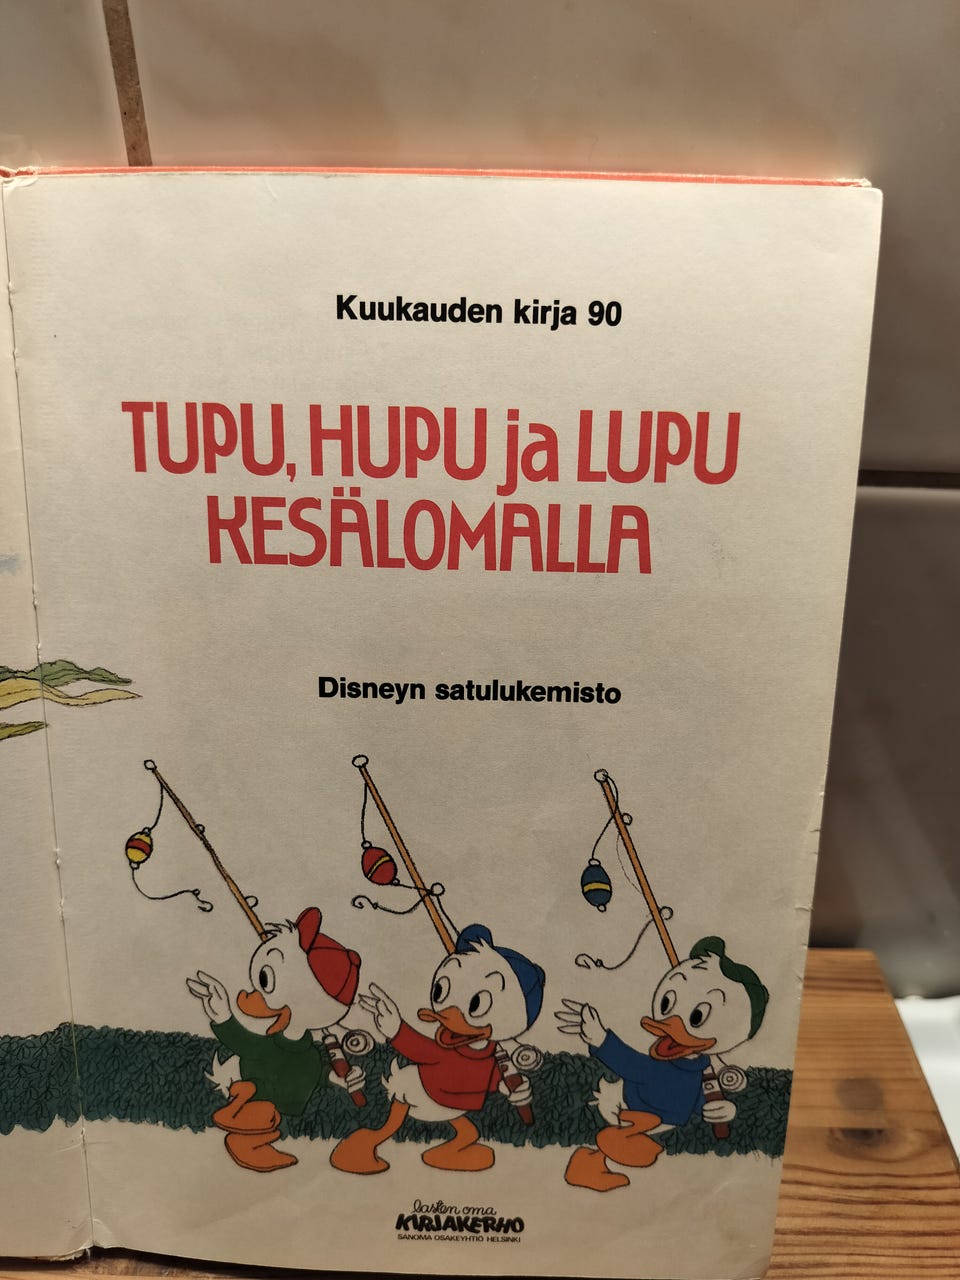 Kuukauden kirja 90
TUPU, HUPU ja LUPU
KESÄLOMALLA
Disneyn satulukemisto
lasten oma
KIRJAKERHO
SANOMA OSAKEYHTIÖ HELSINKI